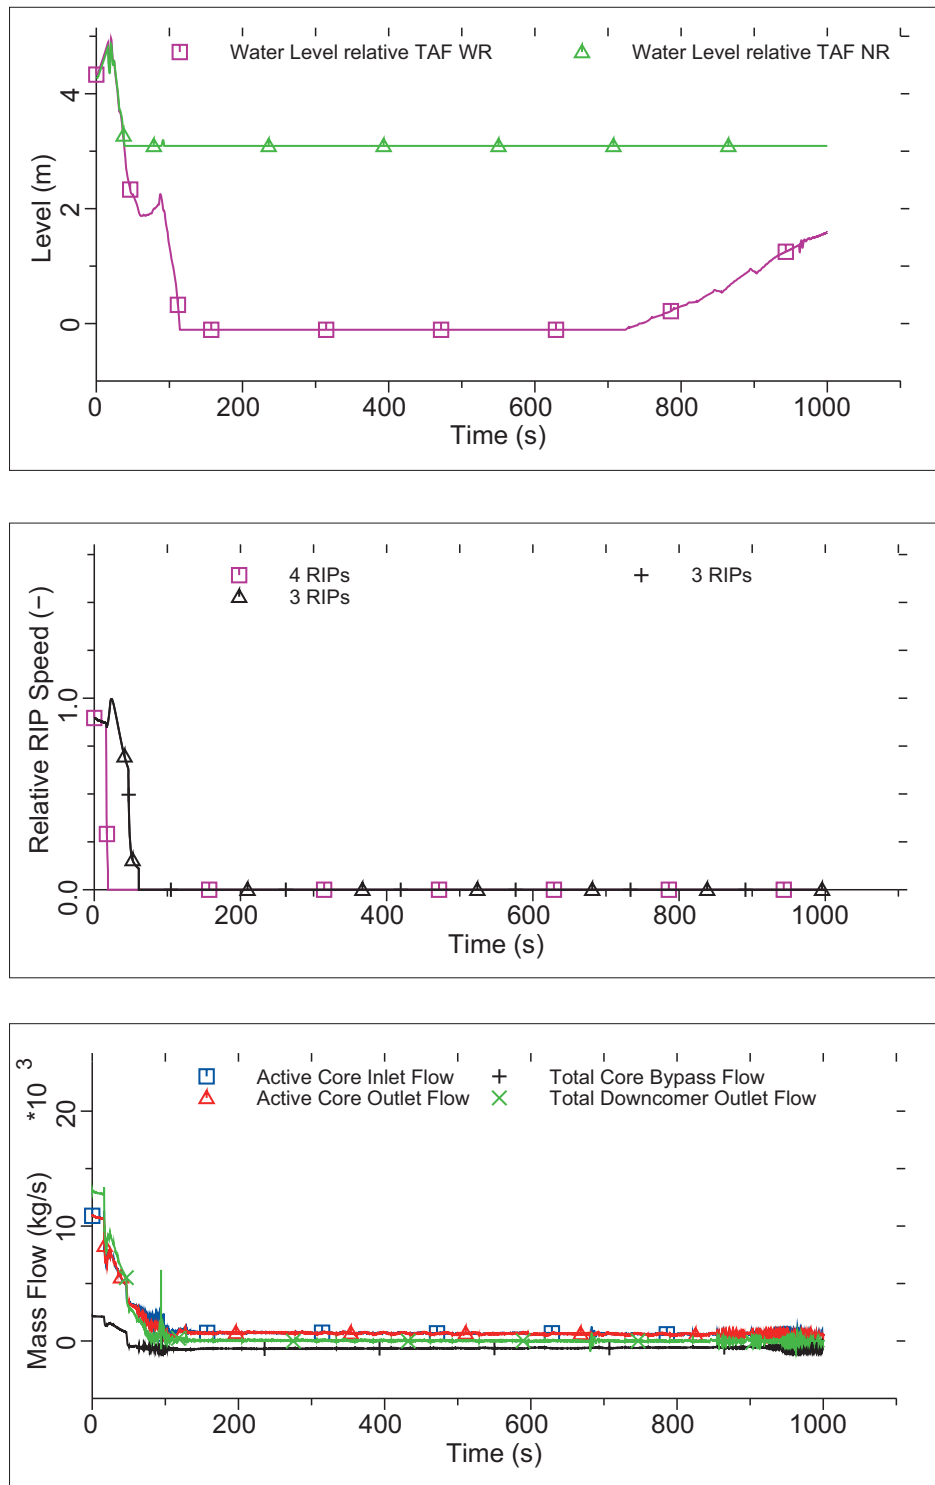 Water Level relative TAF WR
Water Level relative TAF NR
Level (m)
4
2
0
0 200 400 600 800 1000
Time (s)
4 RIPs
3 RIPs
3 RIPs
Relative RIP Speed (−)
1.0
0.0
0 200 400 600 800 1000
Time (s)
*10 3
Active Core Inlet Flow
Total Core Bypass Flow
Active Core Outlet Flow
Total Downcomer Outlet Flow
Mass Flow (kg/s)
20
10
0
0 200 400 600 800 1000
Time (s)